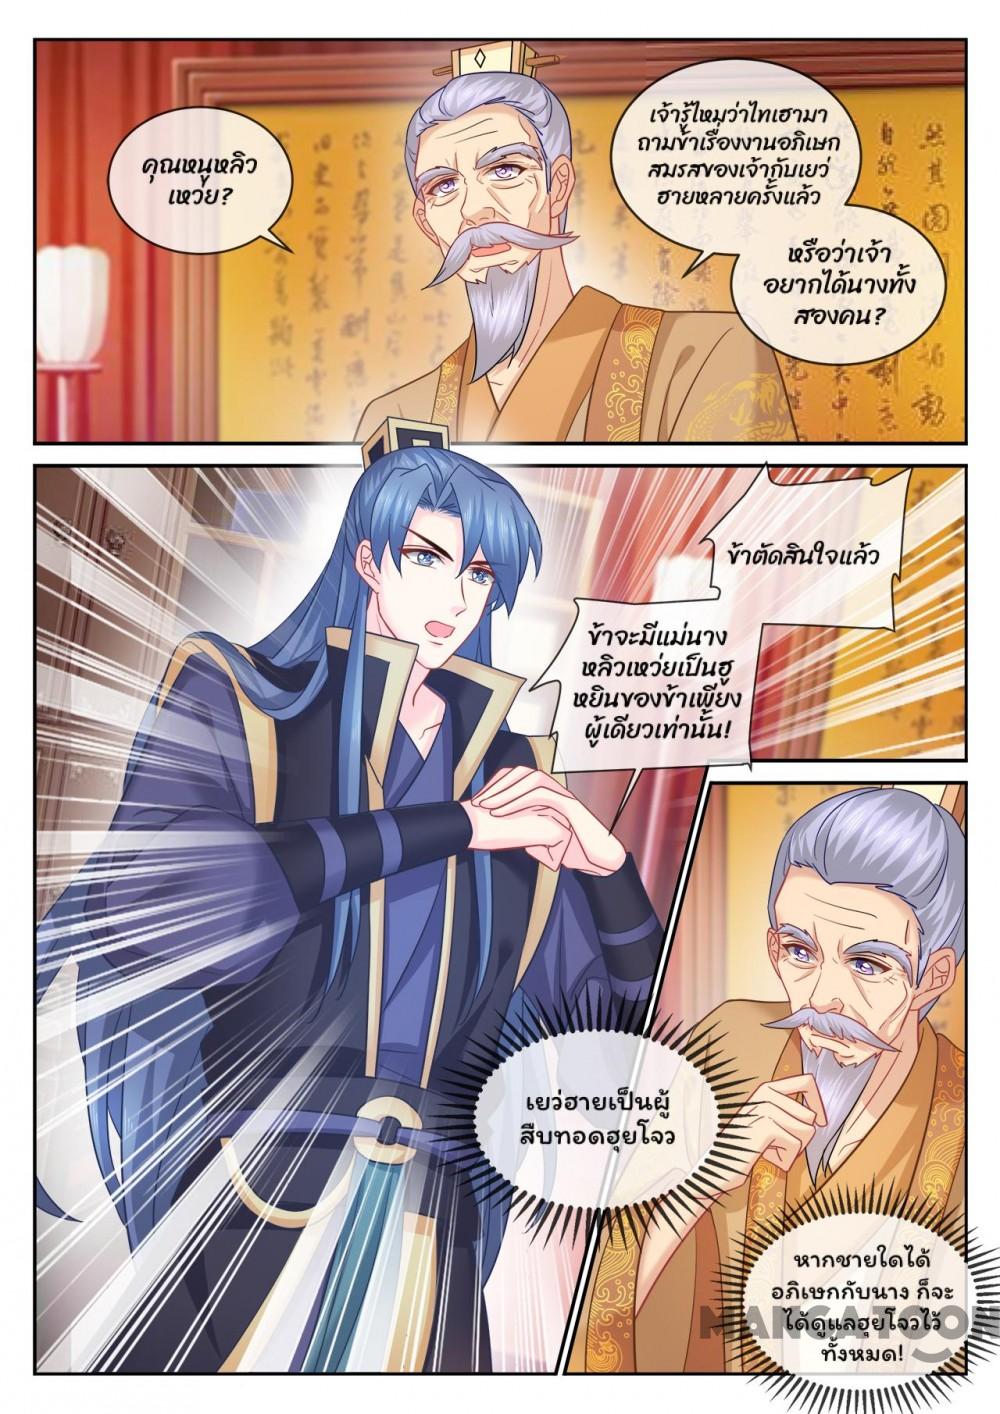 คุณหนูหลิว
เหว่ย?
เจ้ารู้ไหมว่าไทเฮามา
ถามข้าเรื่องงานอภิเษก
สมรสของเจ้ากับเยว่
ฮายหลายครั้งแล้ว
หรือว่าเจ้า
อยากได้นางทั้ง
สองคน?
ข้าตัดสินใจแล้ว
ข้าจะมีแม่นาง
หลิวเหว่ยเป็นฮู
หยินของข้าเพียง
ผู้เดียวเท่านั้น!
เยว่ฮายเป็นผู้
สืบทอดฮุยโจว
หากชายใดได้
อภิเษกกับนาง ก็จะ
ได้ดูแลฮุยโจวไว้
ทั้งหมด!
MANGATOON